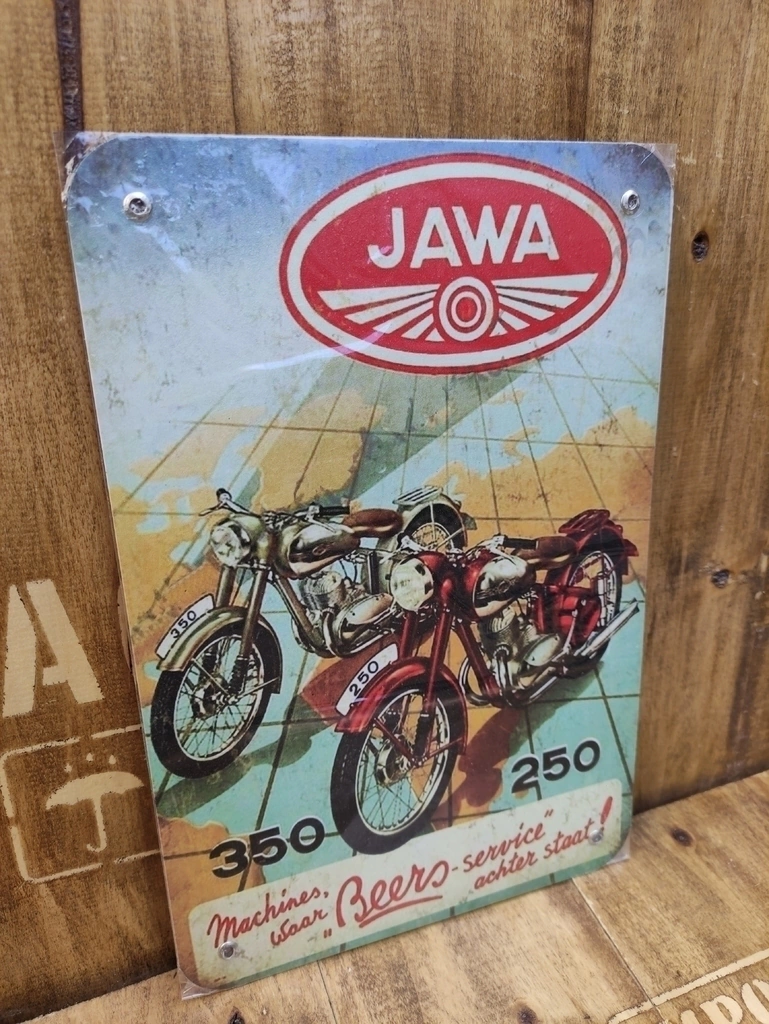 JAWA
350
250
250
350
Machines,
waar „Beers-service”
achter staat!
A